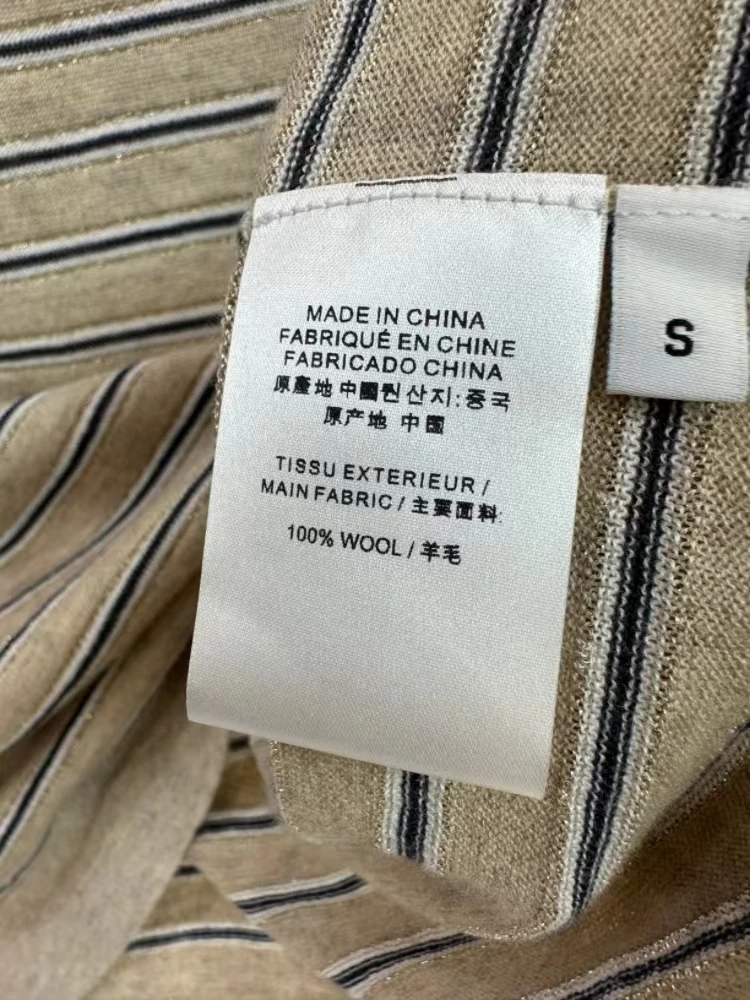 MADE IN CHINA
FABRIQUÉ EN CHINE
FABRICADO CHINA
原產地 中國원산지:중국
原产地 中国
TISSU EXTERIEUR /
MAIN FABRIC / 主要面料:
100% WOOL / 羊毛
S